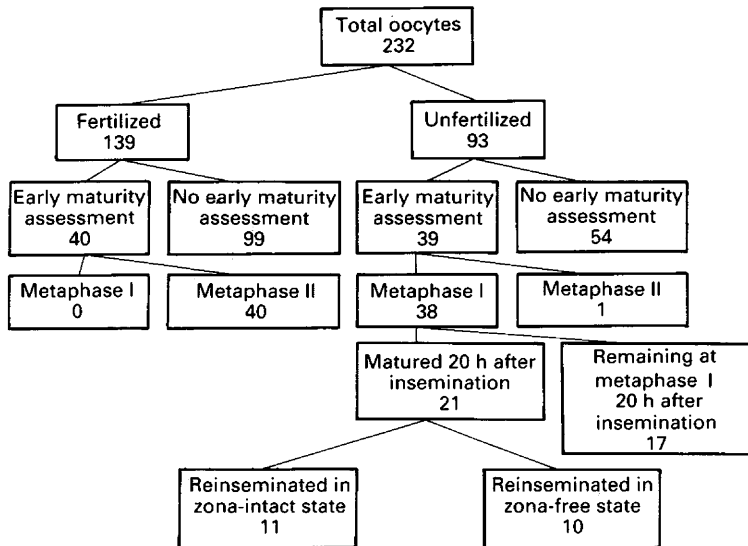 Total oocytes
232
Fertilized
139
Unfertilized
93
Early maturity
assessment
40
No early maturity
assessment
99
Early maturity
assessment
39
No early maturity
assessment
54
Metaphase I
0
Metaphase II
40
Metaphase I
38
Metaphase II
1
Matured 20 h after
insemination
21
Remaining at
metaphase I
20 h after
insemination
17
Reinseminated in
zona-intact state
11
Reinseminated in
zona-free state
10